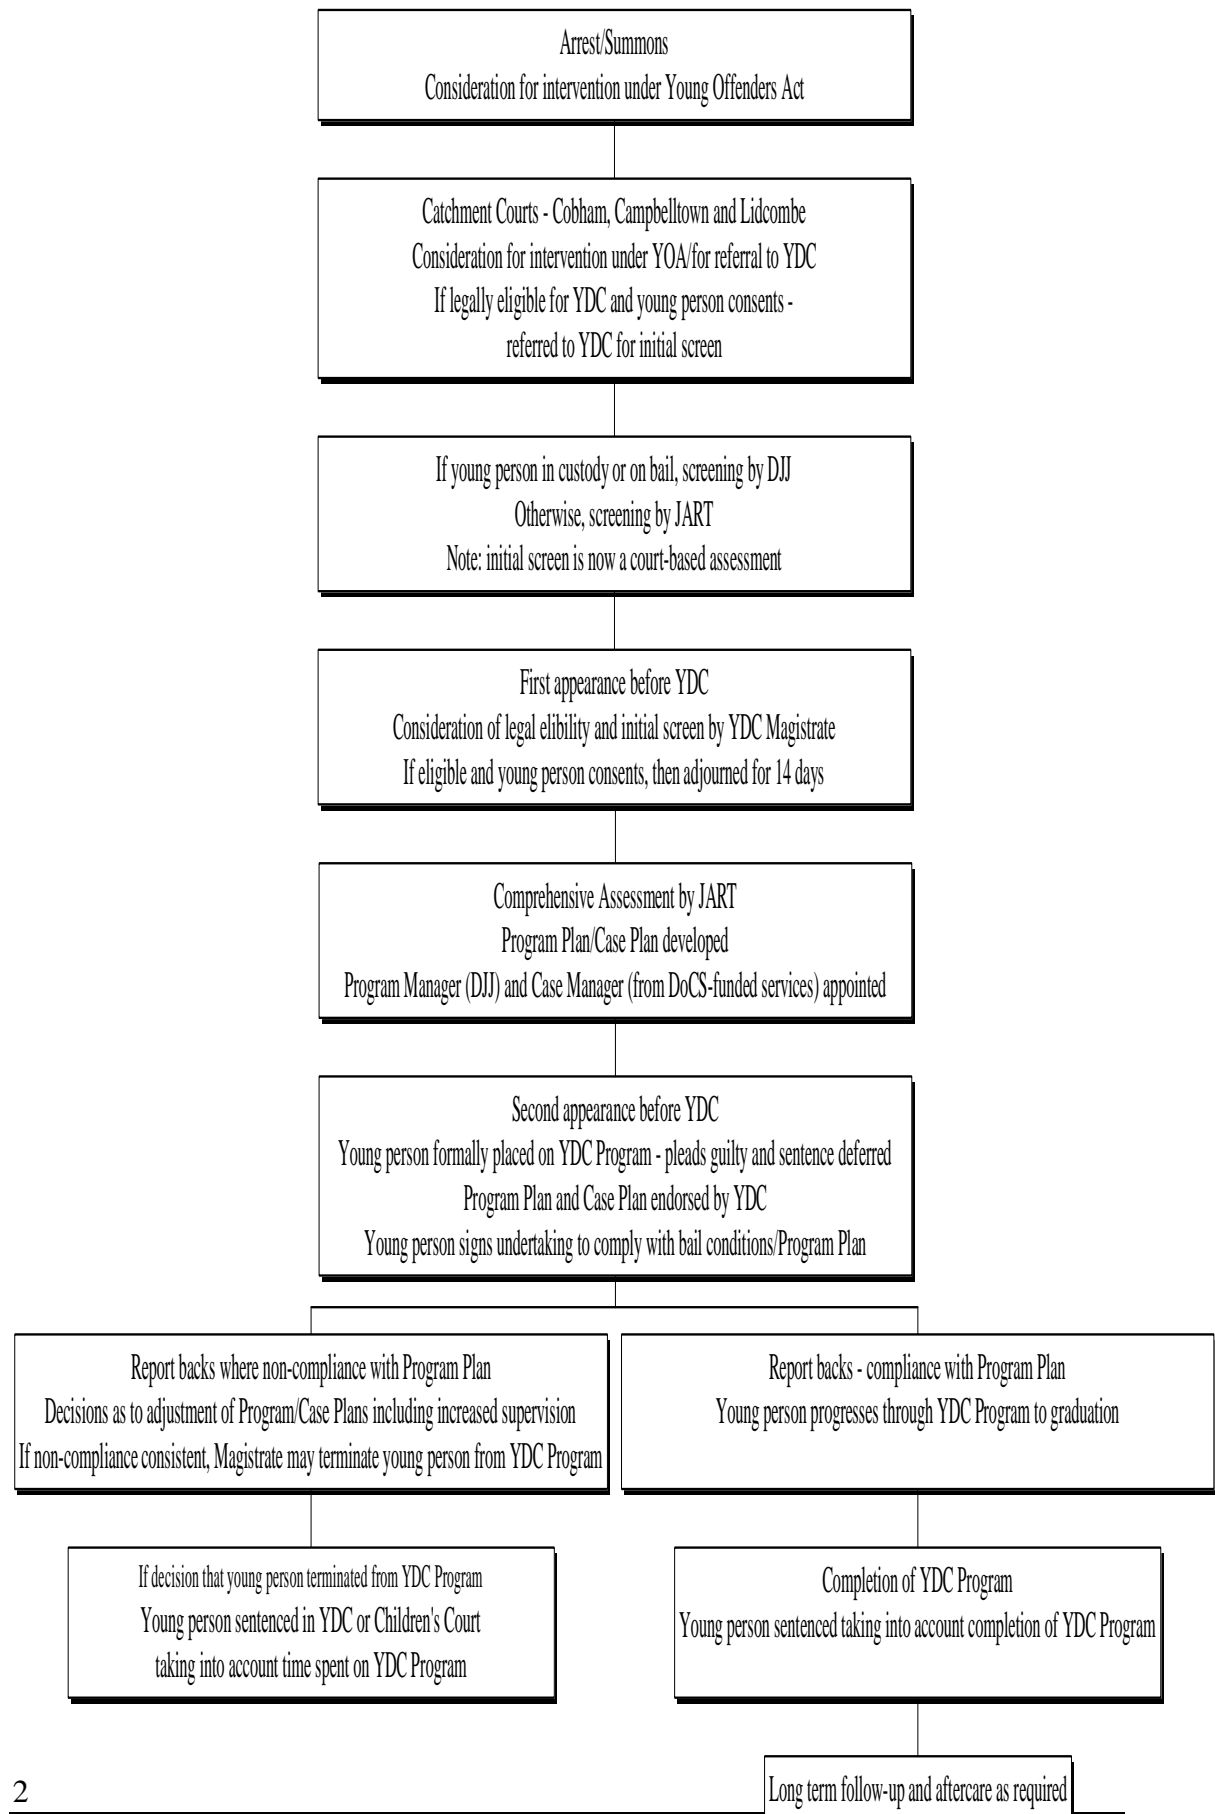 Arrest/Summons
Consideration for intervention under Young Offenders Act
Catchment Courts - Cobham, Campbelltown and Lidcombe
Consideration for intervention under YOA/for referral to YDC
If legally eligible for YDC and young person consents -
referred to YDC for initial screen
If young person in custody or on bail, screening by DJJ
Otherwise, screening by JART
Note: initial screen is now a court-based assessment
First appearance before YDC
Consideration of legal elibility and initial screen by YDC Magistrate
If eligible and young person consents, then adjourned for 14 days
Comprehensive Assessment by JART
Program Plan/Case Plan developed
Program Manager (DJJ) and Case Manager (from DoCS-funded services) appointed
Second appearance before YDC
Young person formally placed on YDC Program - pleads guilty and sentence deferred
Program Plan and Case Plan endorsed by YDC
Young person signs undertaking to comply with bail conditions/Program Plan
Report backs where non-compliance with Program Plan
Decisions as to adjustment of Program/Case Plans including increased supervision
If non-compliance consistent, Magistrate may terminate young person from YDC Program
Report backs - compliance with Program Plan
Young person progresses through YDC Program to graduation
If decision that young person terminated from YDC Program
Young person sentenced in YDC or Children's Court
taking into account time spent on YDC Program
Completion of YDC Program
Young person sentenced taking into account completion of YDC Program
Long term follow-up and aftercare as required
2